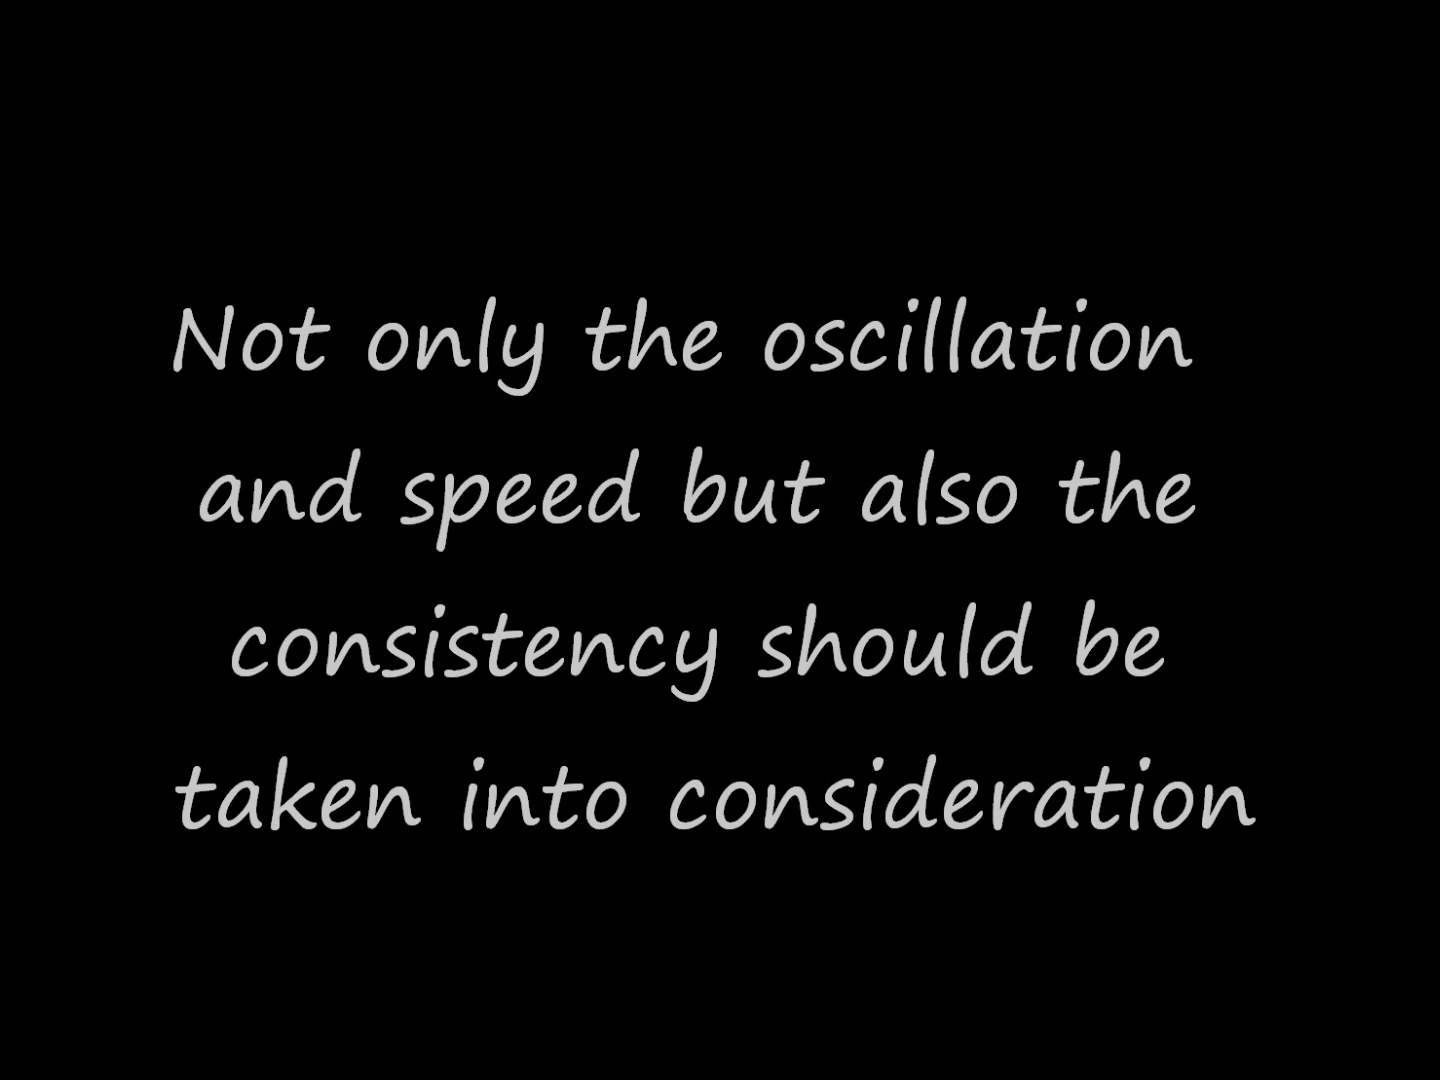 Not only the oscillation
and speed but also the
consistency should be
taken into consideration